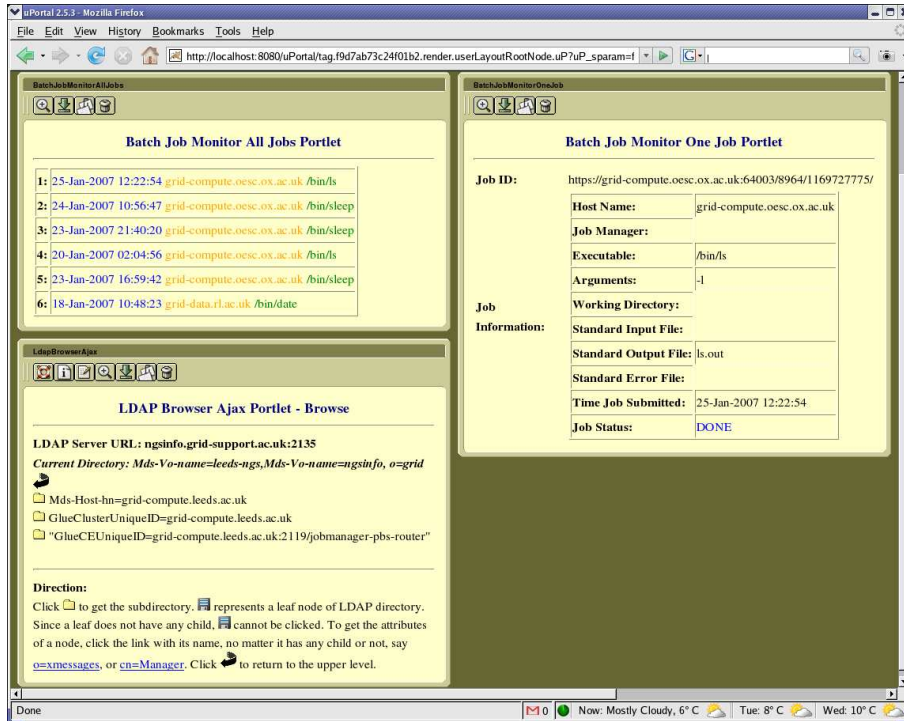 uPortal 2.5.3 - Mozilla Firefox
File Edit View History Bookmarks Tools Help
http://localhost:8080/uPortal/tag.f9d7ab73c24f01b2.render.userLayoutRootNode.uP?uP_sparam=f
BatchJobMonitorAllJobs
Batch Job Monitor All Jobs Portlet
1: 25-Jan-2007 12:22:54 grid-compute.oesc.ox.ac.uk /bin/ls
2: 24-Jan-2007 10:56:47 grid-compute.oesc.ox.ac.uk /bin/sleep
3: 23-Jan-2007 21:40:20 grid-compute.oesc.ox.ac.uk /bin/sleep
4: 20-Jan-2007 02:04:56 grid-compute.oesc.ox.ac.uk /bin/ls
5: 23-Jan-2007 16:59:42 grid-compute.oesc.ox.ac.uk /bin/sleep
6: 18-Jan-2007 10:48:23 grid-data.rl.ac.uk /bin/date
LdapBrowserAjax
LDAP Browser Ajax Portlet - Browse
LDAP Server URL: ngsinfo.grid-support.ac.uk:2135
Current Directory: Mds-Vo-name=leeds-ngs,Mds-Vo-name=ngsinfo, o=grid
Mds-Host-hn=grid-compute.leeds.ac.uk
GlueClusterUniqueID=grid-compute.leeds.ac.uk
"GlueCEUniqueID=grid-compute.leeds.ac.uk:2119/jobmanager-pbs-router"
Direction:
Click to get the subdirectory. represents a leaf node of LDAP directory.
Since a leaf does not have any child, cannot be clicked. To get the attributes
of a node, click the link with its name, no matter it has any child or not, say
o=xmessages, or cn=Manager. Click to return to the upper level.
BatchJobMonitorOneJob
Batch Job Monitor One Job Portlet
Job ID: https://grid-compute.oesc.ox.ac.uk:64003/8964/1169727775/
Job Information:
Host Name: grid-compute.oesc.ox.ac.uk
Job Manager:
Executable: /bin/ls
Arguments: -l
Working Directory:
Standard Input File:
Standard Output File: ls.out
Standard Error File:
Time Job Submitted: 25-Jan-2007 12:22:54
Job Status: DONE
Done
0 Now: Mostly Cloudy, 6° C Tue: 8° C Wed: 10° C